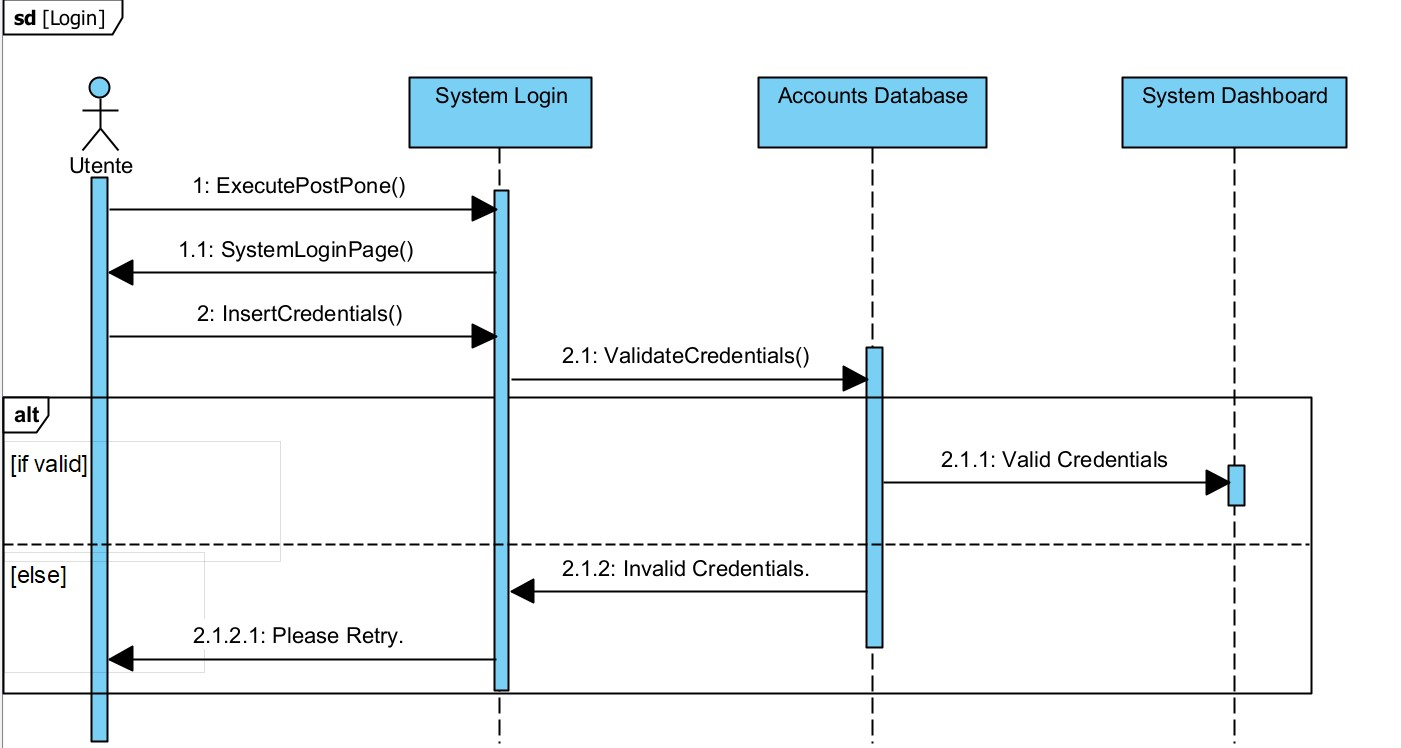 sd [Login]
System Login
Accounts Database
System Dashboard
Utente
1: ExecutePostPone()
1.1: SystemLoginPage()
2: InsertCredentials()
2.1: ValidateCredentials()
alt
[if valid]
2.1.1: Valid Credentials
[else]
2.1.2: Invalid Credentials.
2.1.2.1: Please Retry.